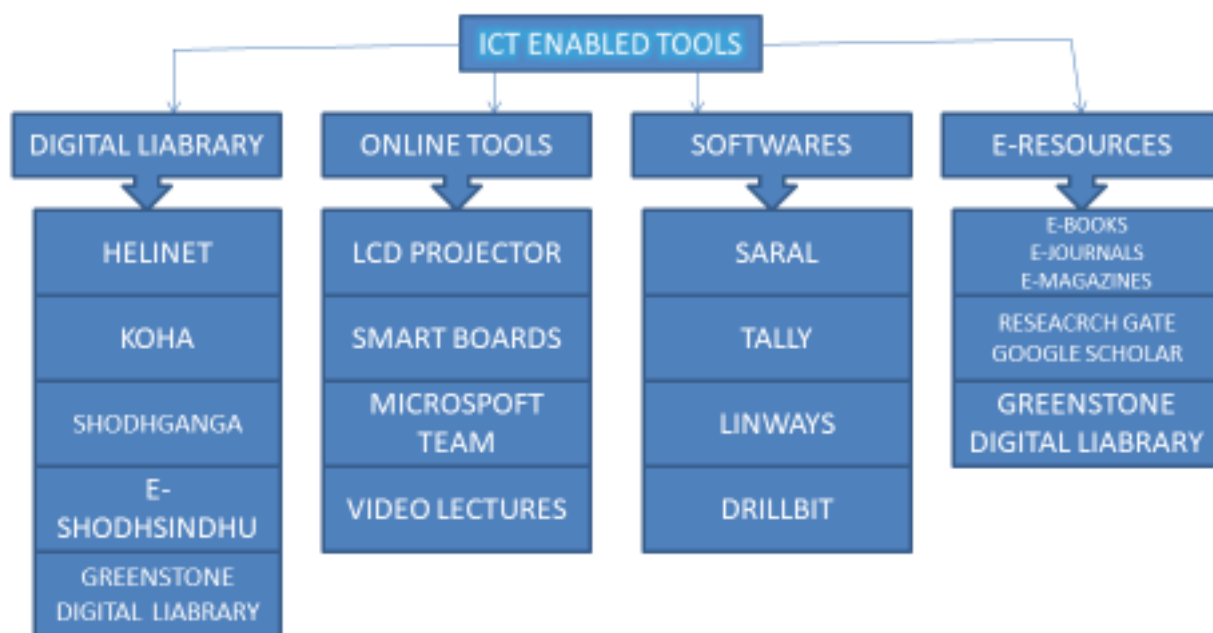 ICT ENABLED TOOLS
DIGITAL LIABRARY
HELINET
KOHA
SHODHGANGA
E-
SHODHSINDHU
GREENSTONE
DIGITAL LIABRARY
ONLINE TOOLS
LCD PROJECTOR
SMART BOARDS
MICROSPOFT
TEAM
VIDEO LECTURES
SOFTWARES
SARAL
TALLY
LINWAYS
DRILLBIT
E-RESOURCES
E-BOOKS
E-JOURNALS
E-MAGAZINES
RESEACRCH GATE
GOOGLE SCHOLAR
GREENSTONE
DIGITAL LIABRARY